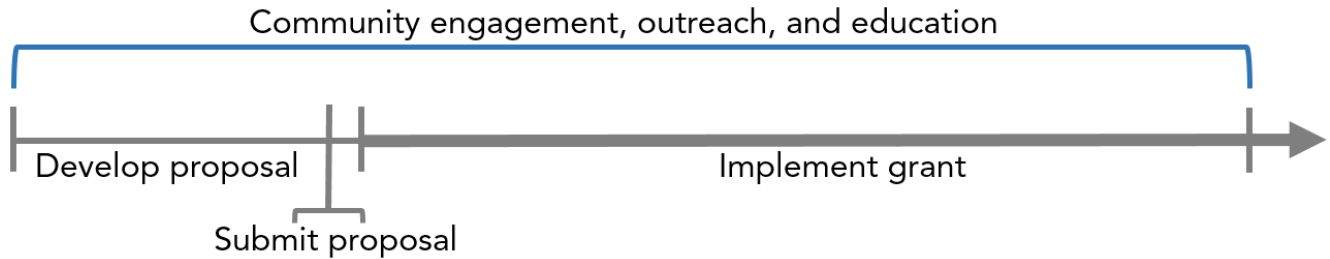 Community engagement, outreach, and education
Develop proposal
Implement grant
Submit proposal